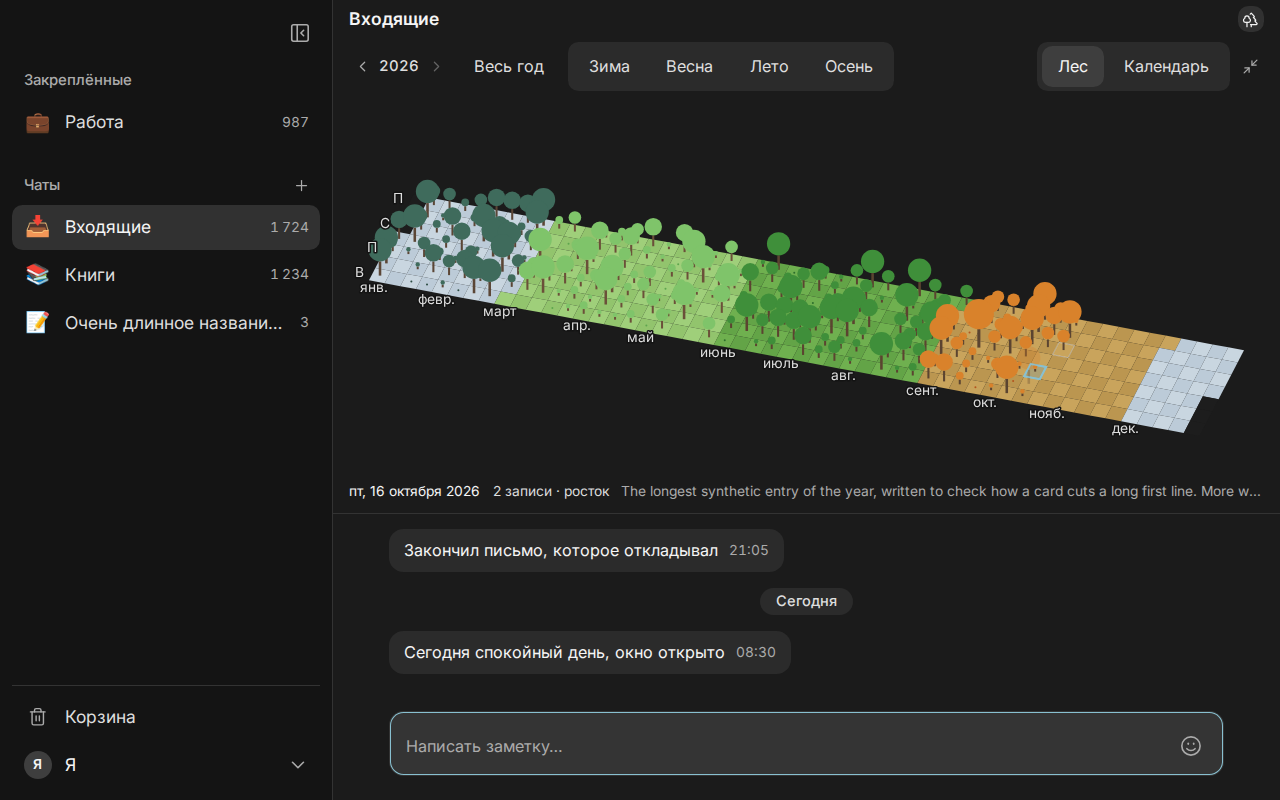 Закреплённые
Работа 987
Чаты
Входящие 1 724
Книги 1 234
Очень длинное названи... 3
Корзина
Я Я
Входящие
2026 Весь год Зима Весна Лето Осень Лес Календарь
П
С
П
В
янв.
февр.
март
апр.
май
июнь
июль
авг.
сент.
окт.
нояб.
дек.
пт, 16 октября 2026 2 записи · росток The longest synthetic entry of the year, written to check how a card cuts a long first line. More w...
Закончил письмо, которое откладывал 21:05
Сегодня
Сегодня спокойный день, окно открыто 08:30
Написать заметку...